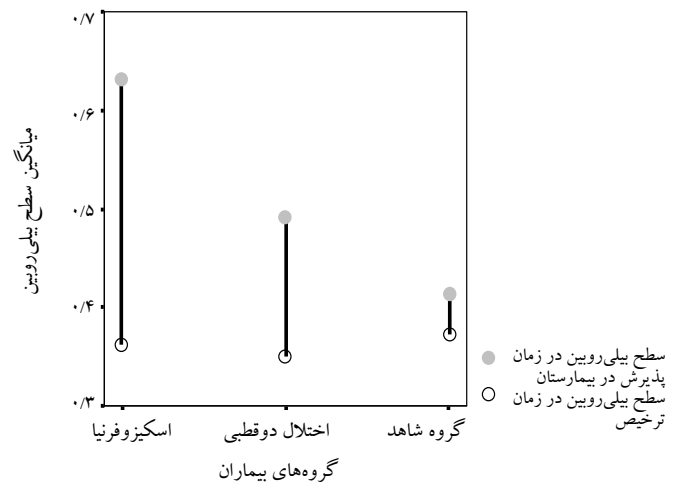 ۰/۷
۰/۶
۰/۵
۰/۴
۰/۳
میانگین سطح بیلی‌روبین
اسکیزوفرنیا
اختلال دوقطبی
گروه شاهد
گروه‌های بیماران
سطح بیلی‌روبین در زمان
پذیرش در بیمارستان
سطح بیلی‌روبین در زمان
ترخیص